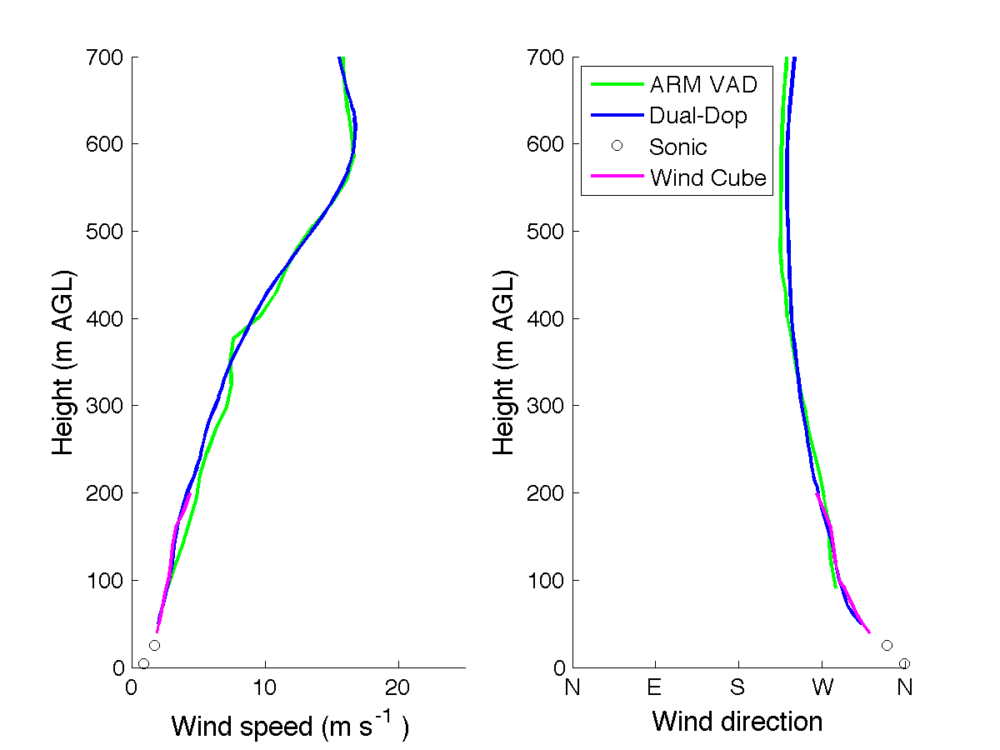 700
600
500
400
300
200
100
0
Height (m AGL)
0
10
20
Wind speed (m s-1 )
700
600
500
400
300
200
100
0
Height (m AGL)
N
E
S
W
N
Wind direction
ARM VAD
Dual-Dop
Sonic
Wind Cube